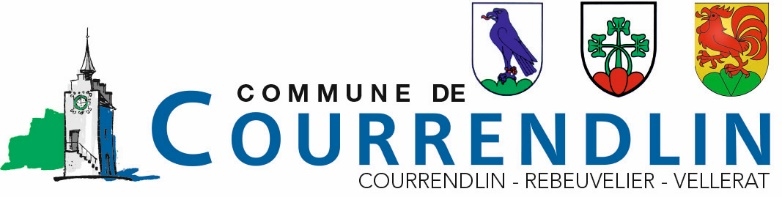 COMMUNE DE
COURRENDLIN
COURRENDLIN - REBEUVELIER - VELLERAT